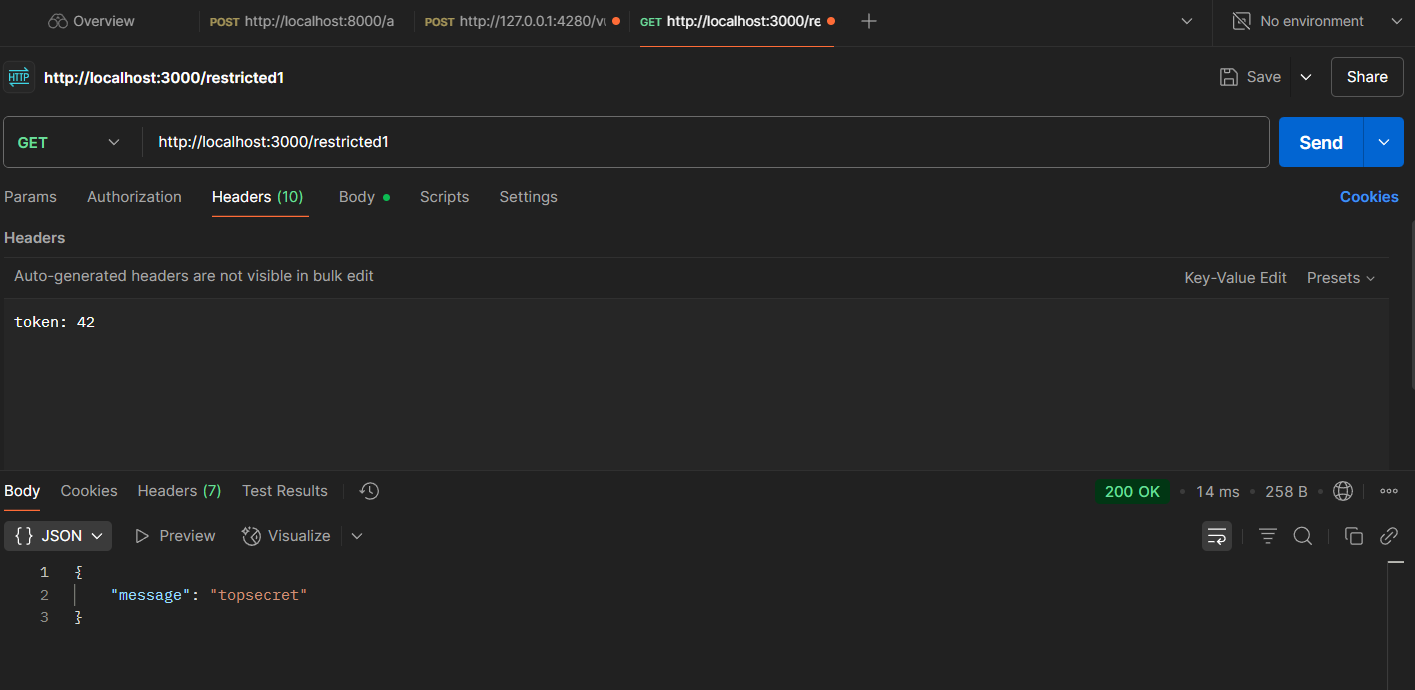 Overview POST http://localhost:8000/a POST http://127.0.0.1:4280/vu GET http://localhost:3000/re No environment
HTTP http://localhost:3000/restricted1 Save Share
GET http://localhost:3000/restricted1 Send
Params Authorization Headers (10) Body Scripts Settings Cookies
Headers
Auto-generated headers are not visible in bulk edit Key-Value Edit Presets
token: 42
Body Cookies Headers (7) Test Results 200 OK • 14 ms • 258 B •
{} JSON Preview Visualize
1 {
2 "message": "topsecret"
3 }